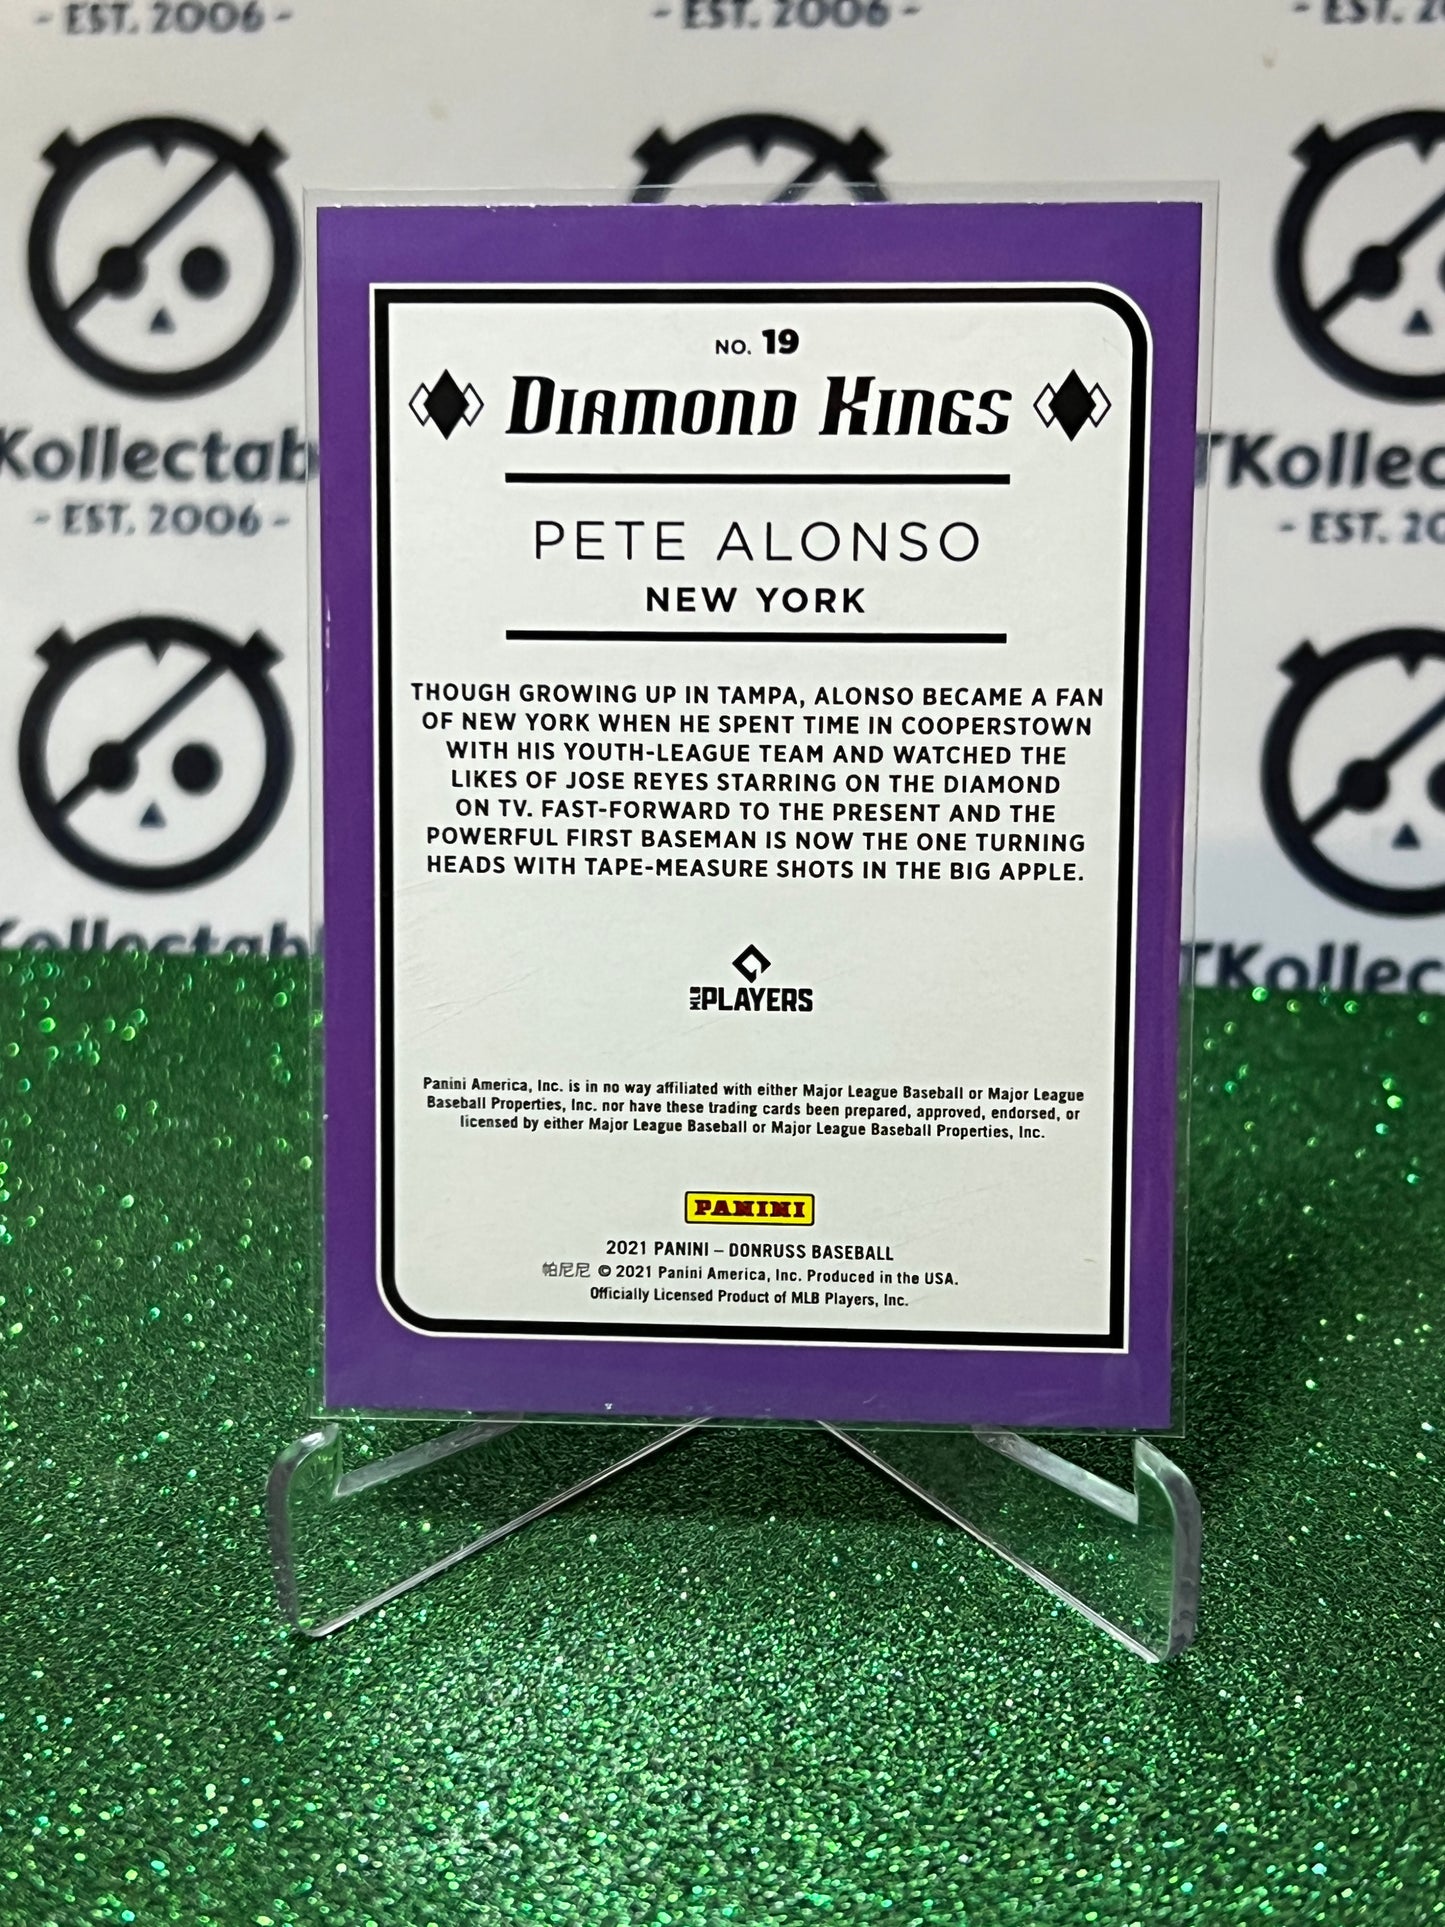 - EST. 2006 -
- EST. 2006 -
- EST. 20
Kollectab
- EST. 2006 -
TKollec
- EST. 20
Kollectabl
TKollec
NO. 19
DIAMOND KINGS
PETE ALONSO
NEW YORK
THOUGH GROWING UP IN TAMPA, ALONSO BECAME A FAN
OF NEW YORK WHEN HE SPENT TIME IN COOPERSTOWN
WITH HIS YOUTH-LEAGUE TEAM AND WATCHED THE
LIKES OF JOSE REYES STARRING ON THE DIAMOND
ON TV. FAST-FORWARD TO THE PRESENT AND THE
POWERFUL FIRST BASEMAN IS NOW THE ONE TURNING
HEADS WITH TAPE-MEASURE SHOTS IN THE BIG APPLE.
MLB PLAYERS
Panini America, Inc. is in no way affiliated with either Major League Baseball or Major League
Baseball Properties, Inc. nor have these trading cards been prepared, approved, endorsed, or
licensed by either Major League Baseball or Major League Baseball Properties, Inc.
PANINI
2021 PANINI – DONRUSS BASEBALL
帕尼尼 © 2021 Panini America, Inc. Produced in the USA.
Officially Licensed Product of MLB Players, Inc.